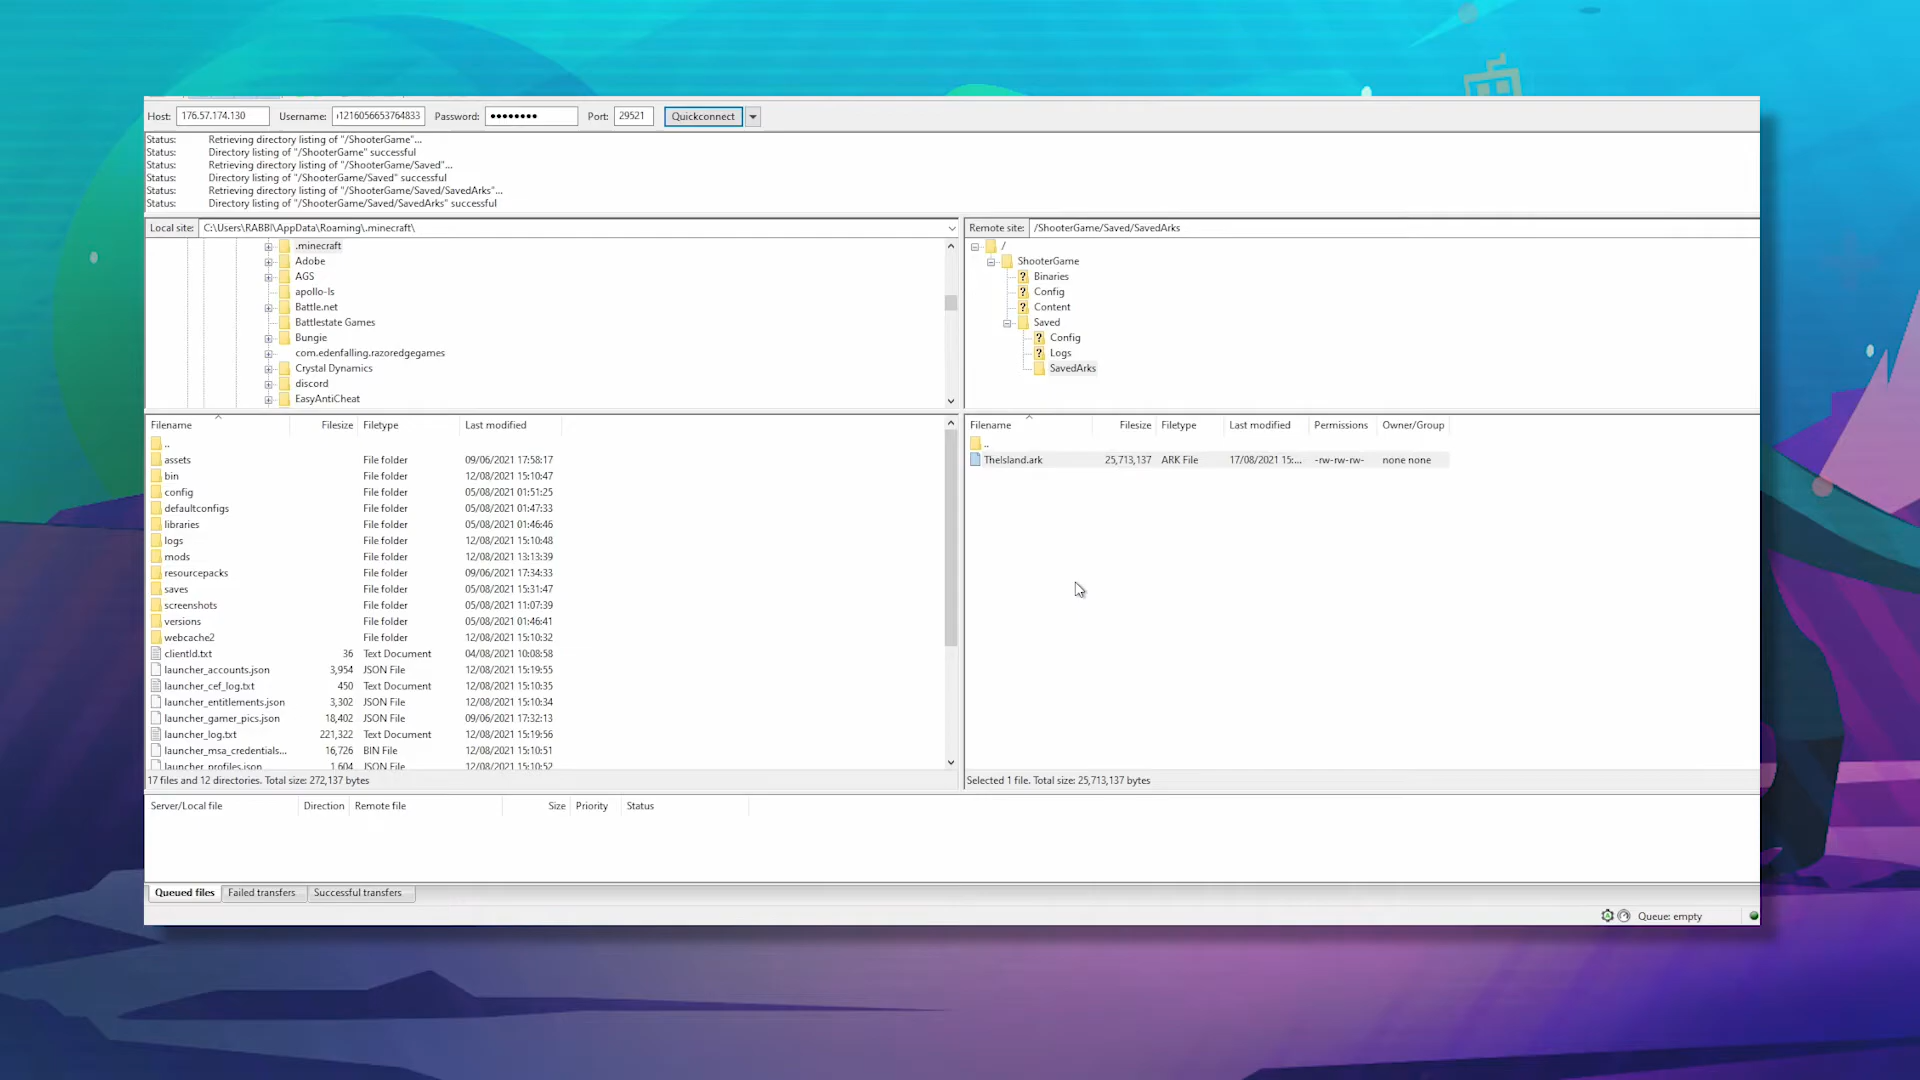 Host: 176.57.174.130 Username: 1216056653764833 Password: •••••••• Port: 29521 Quickconnect
Status: Retrieving directory listing of "/ShooterGame"...
Status: Directory listing of "/ShooterGame" successful
Status: Retrieving directory listing of "/ShooterGame/Saved"...
Status: Directory listing of "/ShooterGame/Saved" successful
Status: Retrieving directory listing of "/ShooterGame/Saved/SavedArks"...
Status: Directory listing of "/ShooterGame/Saved/SavedArks" successful
Local site: C:\Users\RABBI\AppData\Roaming\.minecraft\
.minecraft
Adobe
AGS
apollo-ls
Battle.net
Battlestate Games
Bungie
com.edenfalling.razoredgegames
Crystal Dynamics
discord
EasyAntiCheat
Remote site: /ShooterGame/Saved/SavedArks
/
ShooterGame
? Binaries
? Config
? Content
Saved
? Config
? Logs
SavedArks
Filename Filesize Filetype Last modified
..
assets File folder 09/06/2021 17:58:17
bin File folder 12/08/2021 15:10:47
config File folder 05/08/2021 01:51:25
defaultconfigs File folder 05/08/2021 01:47:33
libraries File folder 05/08/2021 01:46:46
logs File folder 12/08/2021 15:10:48
mods File folder 12/08/2021 13:13:39
resourcepacks File folder 09/06/2021 17:34:33
saves File folder 05/08/2021 15:31:47
screenshots File folder 05/08/2021 11:07:39
versions File folder 05/08/2021 01:46:41
webcache2 File folder 12/08/2021 15:10:32
clientId.txt 36 Text Document 04/08/2021 10:08:58
launcher_accounts.json 3,954 JSON File 12/08/2021 15:19:55
launcher_cef_log.txt 450 Text Document 12/08/2021 15:10:35
launcher_entitlements.json 3,302 JSON File 12/08/2021 15:10:34
launcher_gamer_pics.json 18,402 JSON File 09/06/2021 17:32:13
launcher_log.txt 221,322 Text Document 12/08/2021 15:19:56
launcher_msa_credentials... 16,726 BIN File 12/08/2021 15:10:51
launcher_profiles.json 1,604 JSON File 12/08/2021 15:10:52
17 files and 12 directories. Total size: 272,137 bytes
Filename Filesize Filetype Last modified Permissions Owner/Group
..
TheIsland.ark 25,713,137 ARK File 17/08/2021 15:... -rw-rw-rw- none none
Selected 1 file. Total size: 25,713,137 bytes
Server/Local file Direction Remote file Size Priority Status
Queued files Failed transfers Successful transfers
Queue: empty